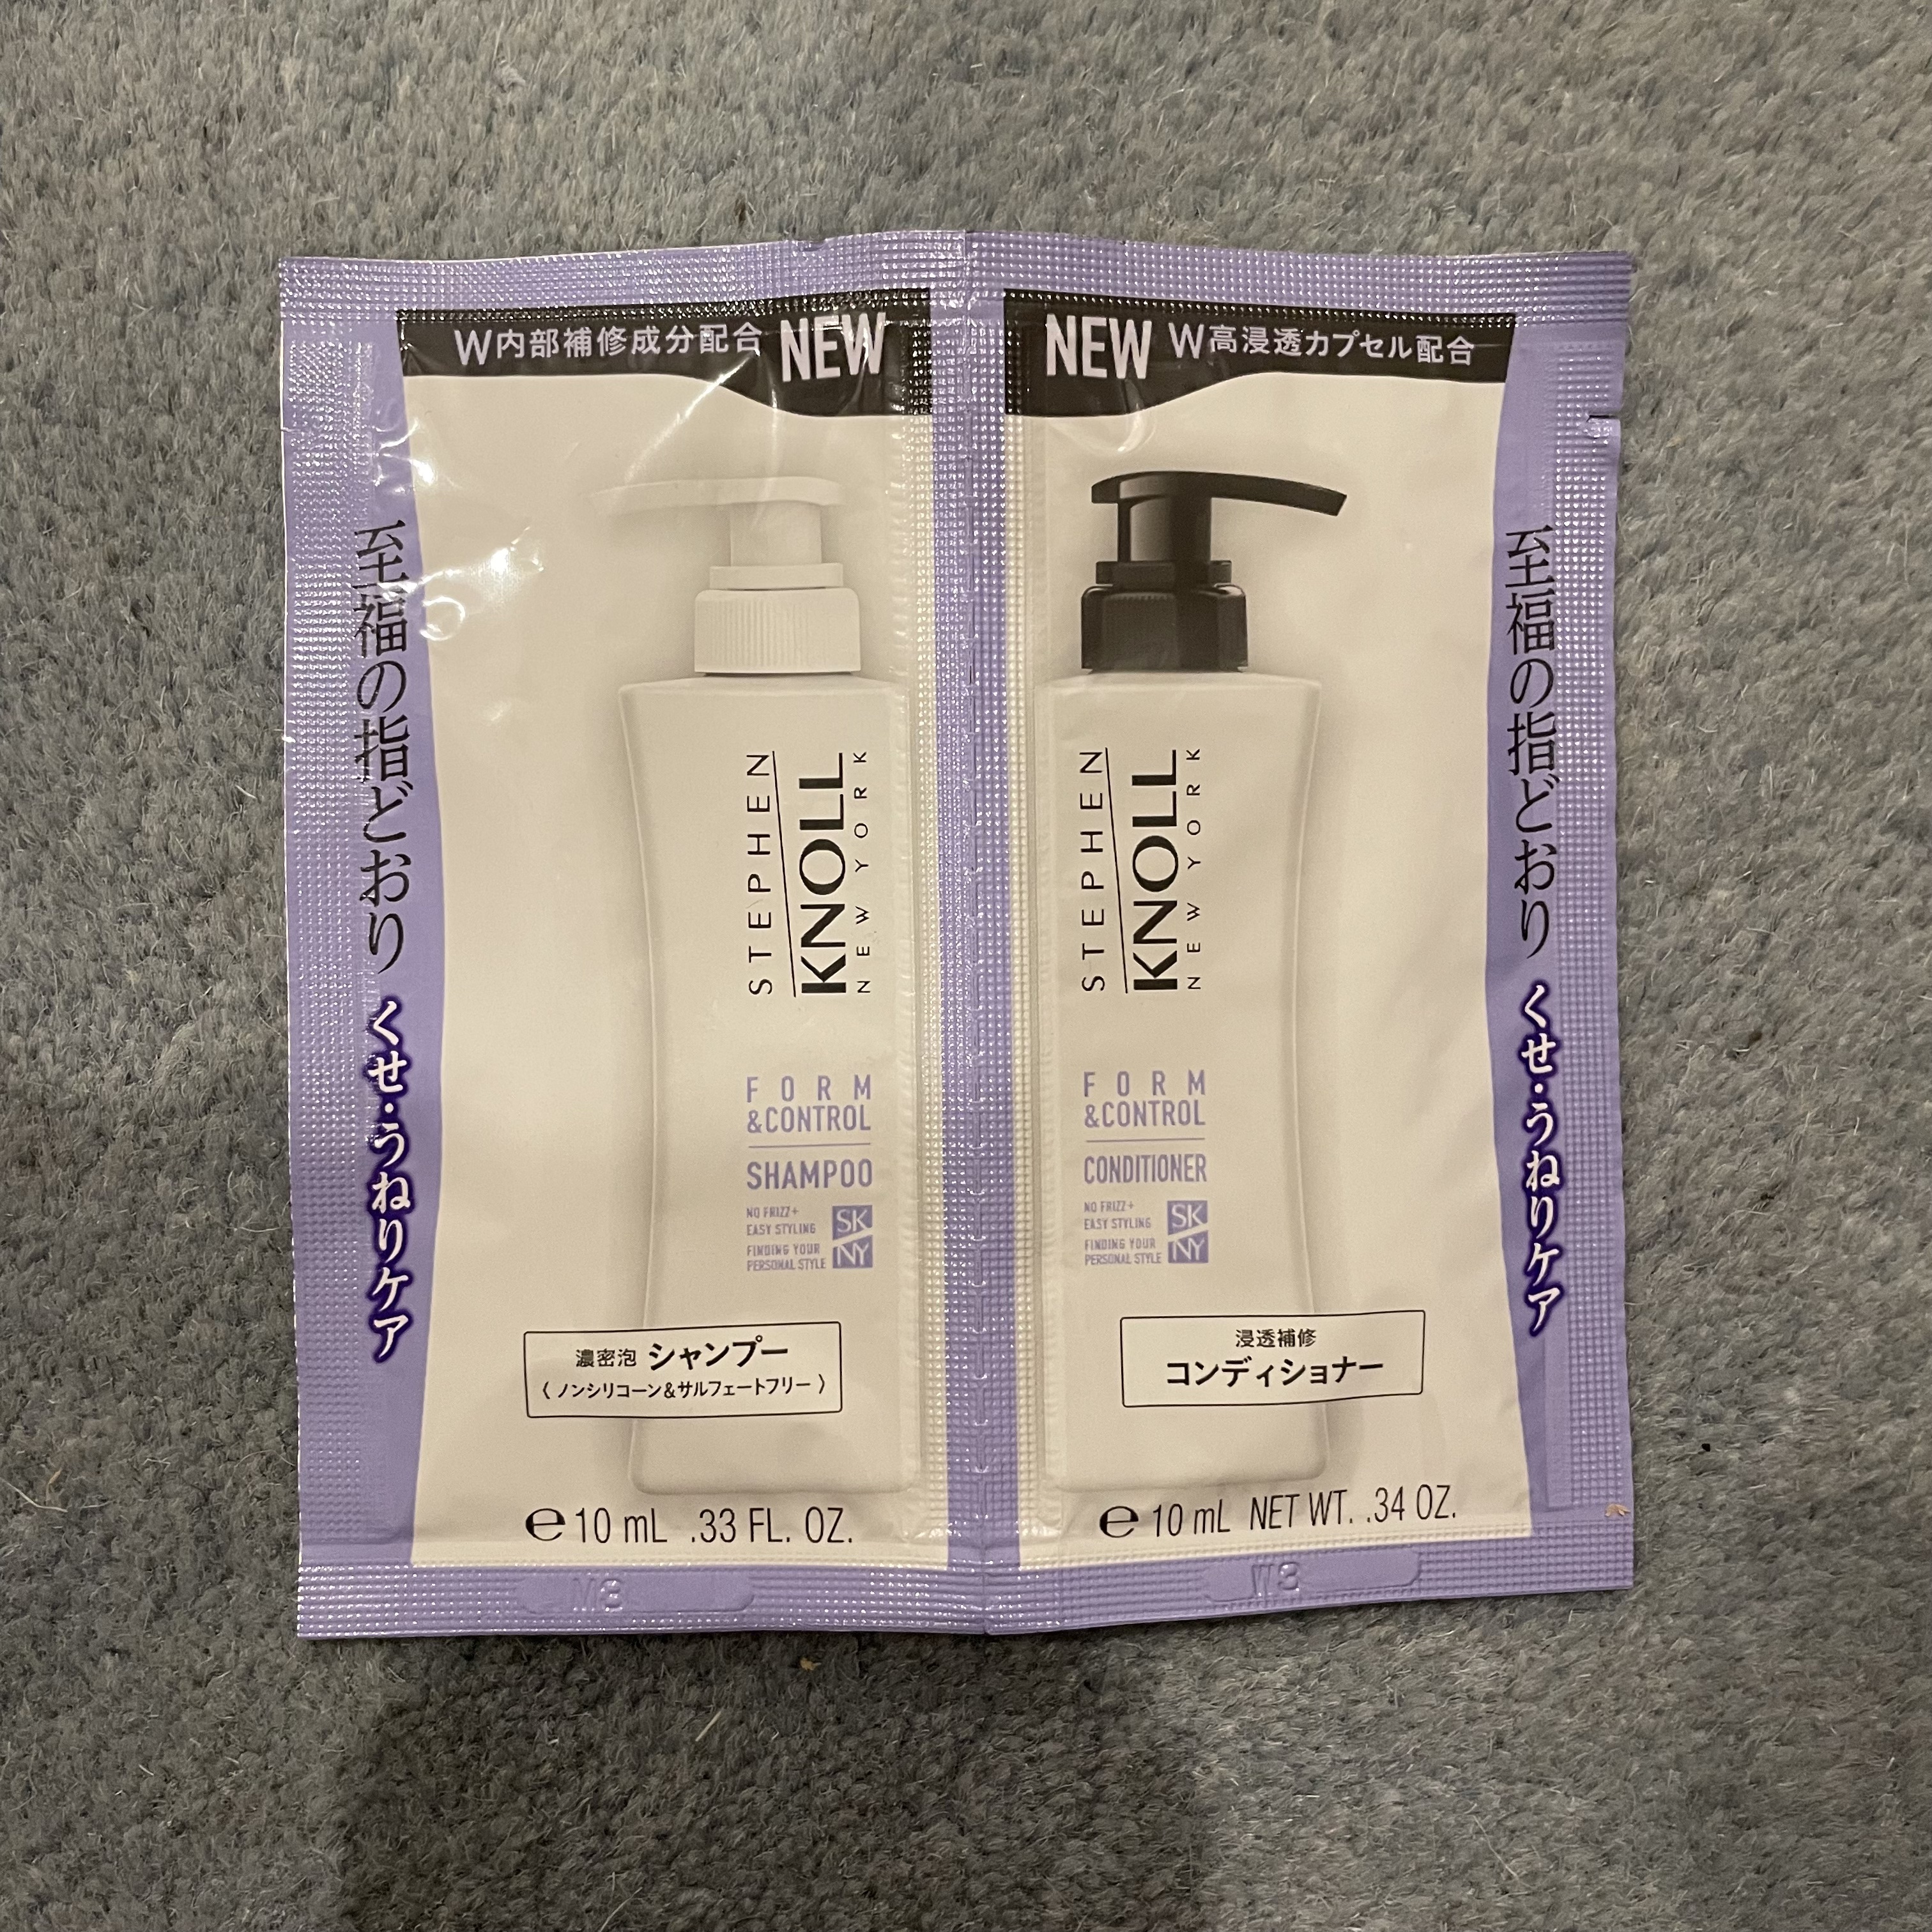 W内部補修成分配合 NEW
至福の指どおり くせ・うねりケア
STEPHEN
KNOLL
NEW YORK
FORM
&CONTROL
SHAMPOO
NO FRIZZ+
EASY STYLING
FINDING YOUR
PERSONAL STYLE
SK
NY
濃密泡 シャンプー
〈ノンシリコーン&サルフェートフリー〉
℮10 mL .33 FL. OZ.
NEW W高浸透カプセル配合
STEPHEN
KNOLL
NEW YORK
FORM
&CONTROL
CONDITIONER
NO FRIZZ+
EASY STYLING
FINDING YOUR
PERSONAL STYLE
SK
NY
浸透補修
コンディショナー
℮10 mL NET WT. .34 OZ.
至福の指どおり くせ・うねりケア
W3